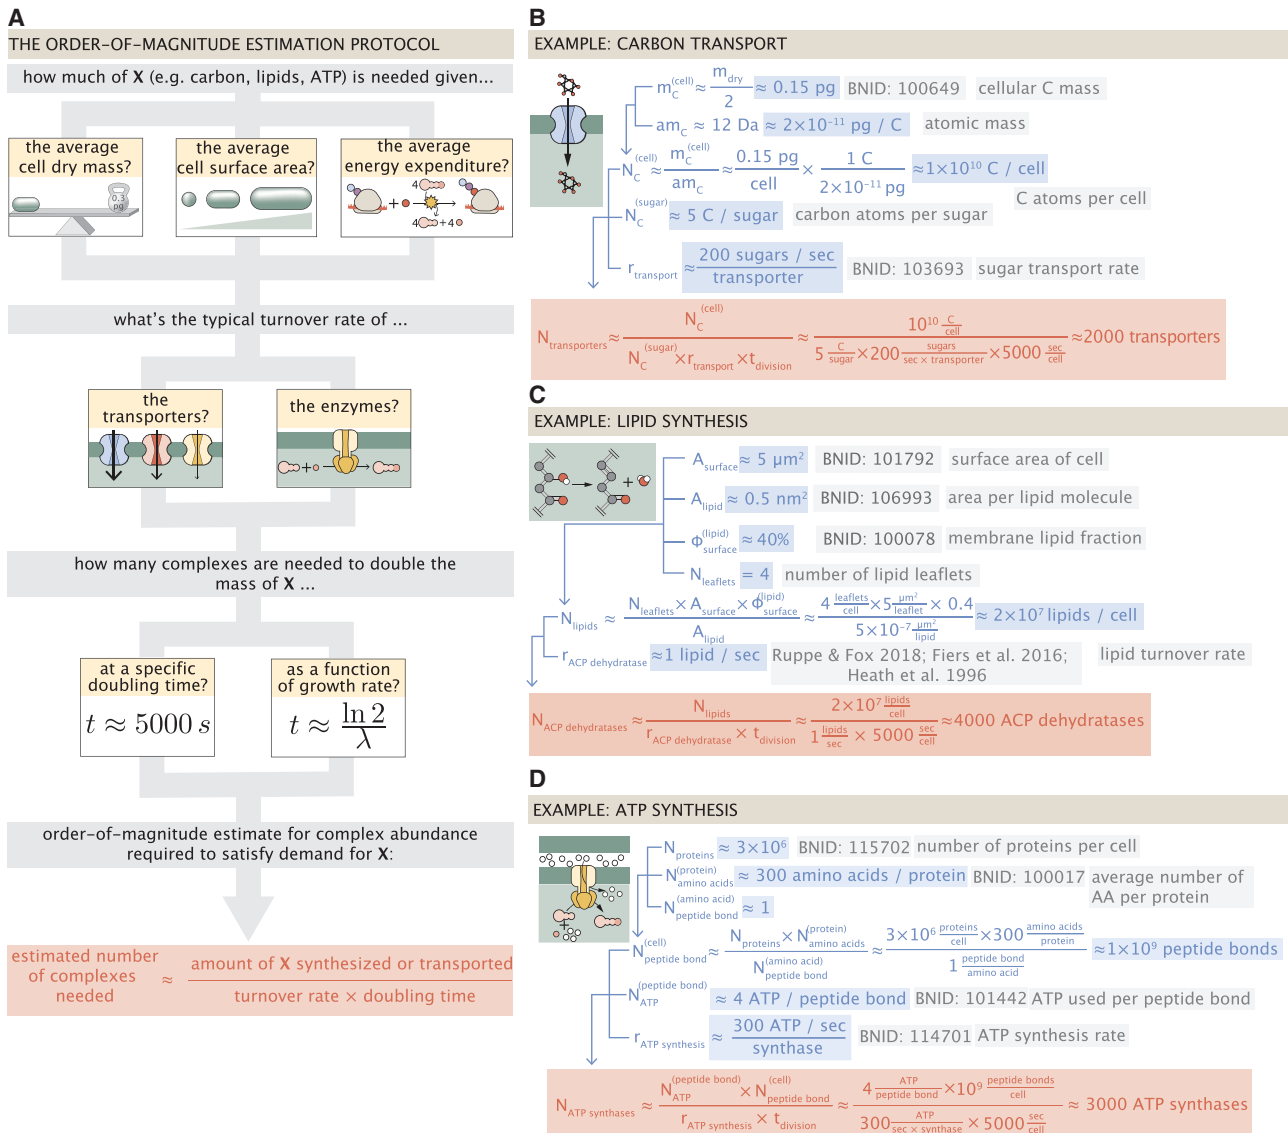 A
THE ORDER–OF–MAGNITUDE ESTIMATION PROTOCOL
how much of X (e.g. carbon, lipids, ATP) is needed given...
the average
cell dry mass?
0.3
pg
the average
cell surface area?
the average
energy expenditure?
4
4 +4
what's the typical turnover rate of ...
the
transporters?
the enzymes?
how many complexes are needed to double the
mass of X ...
at a specific
doubling time?
t ≈ 5000 s
as a function
of growth rate?
t ≈ ln 2 / λ
order–of–magnitude estimate for complex abundance
required to satisfy demand for X:
estimated number
of complexes
needed
≈ amount of X synthesized or transported / turnover rate × doubling time
B
EXAMPLE: CARBON TRANSPORT
m_C^(cell) ≈ m_dry / 2 ≈ 0.15 pg BNID: 100649 cellular C mass
am_C ≈ 12 Da ≈ 2×10⁻¹¹ pg / C atomic mass
N_C^(cell) ≈ m_C^(cell) / am_C ≈ 0.15 pg / cell × 1 C / 2×10⁻¹¹ pg ≈1×10¹⁰ C / cell
C atoms per cell
N_C^(sugar) ≈ 5 C / sugar carbon atoms per sugar
r_transport ≈ 200 sugars / sec / transporter BNID: 103693 sugar transport rate
N_transporters ≈ N_C^(cell) / N_C^(sugar) × r_transport × t_division ≈ 10¹⁰ C/cell / 5 C/sugar × 200 sugars/sec × transporter × 5000 sec/cell ≈2000 transporters
C
EXAMPLE: LIPID SYNTHESIS
A_surface ≈ 5 µm² BNID: 101792 surface area of cell
A_lipid ≈ 0.5 nm² BNID: 106993 area per lipid molecule
Φ_surface^(lipid) ≈ 40% BNID: 100078 membrane lipid fraction
N_leaflets = 4 number of lipid leaflets
N_lipids ≈ N_leaflets × A_surface × Φ_surface^(lipid) / A_lipid ≈ 4 leaflets/cell × 5 µm²/leaflet × 0.4 / 5×10⁻⁷ µm²/lipid ≈ 2×10⁷ lipids / cell
r_ACP dehydratase ≈1 lipid / sec Ruppe & Fox 2018; Fiers et al. 2016; lipid turnover rate
Heath et al. 1996
N_ACP dehydratases ≈ N_lipids / r_ACP dehydratase × t_division ≈ 2×10⁷ lipids/cell / 1 lipids/sec × 5000 sec/cell ≈4000 ACP dehydratases
D
EXAMPLE: ATP SYNTHESIS
N_proteins ≈ 3×10⁶ BNID: 115702 number of proteins per cell
N_amino acids^(protein) ≈ 300 amino acids / protein BNID: 100017 average number of
AA per protein
N_peptide bond^(amino acid) ≈ 1
N_peptide bond^(cell) ≈ N_proteins × N_amino acids^(protein) / N_peptide bond^(amino acid) ≈ 3×10⁶ proteins/cell × 300 amino acids/protein / 1 peptide bond/amino acid ≈1×10⁹ peptide bonds
N_ATP^(peptide bond) ≈ 4 ATP / peptide bond BNID: 101442 ATP used per peptide bond
r_ATP synthesis ≈ 300 ATP / sec / synthase BNID: 114701 ATP synthesis rate
N_ATP synthases ≈ N_ATP^(peptide bond) × N_peptide bond^(cell) / r_ATP synthesis × t_division ≈ 4 ATP/peptide bond × 10⁹ peptide bonds/cell / 300 ATP/sec × synthase × 5000 sec/cell ≈ 3000 ATP synthases